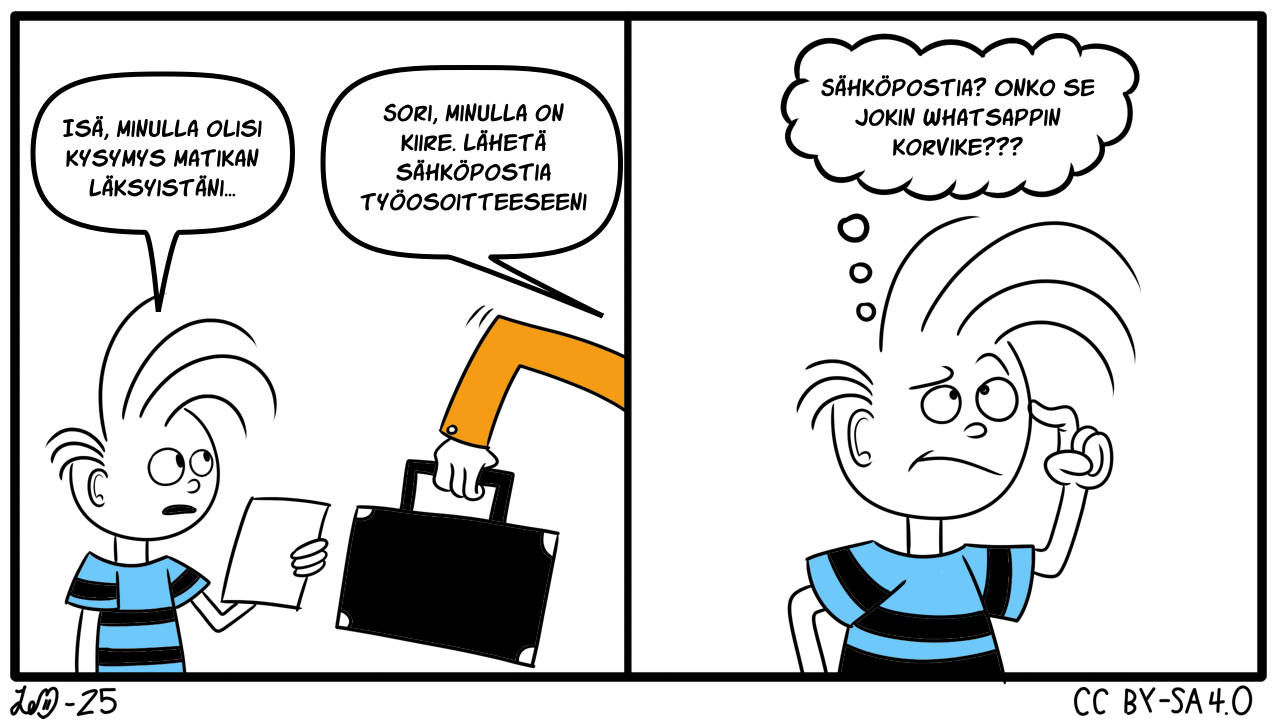 ISÄ, MINULLA OLISI
KYSYMYS MATIKAN
LÄKSYISTÄNI...
SORI, MINULLA ON
KIIRE. LÄHETÄ
SÄHKÖPOSTIA
TYÖOSOITTEESEENI
SÄHKÖPOSTIA? ONKO SE
JOKIN WHATSAPPIN
KORVIKE???
-25
CC BY-SA 4.0